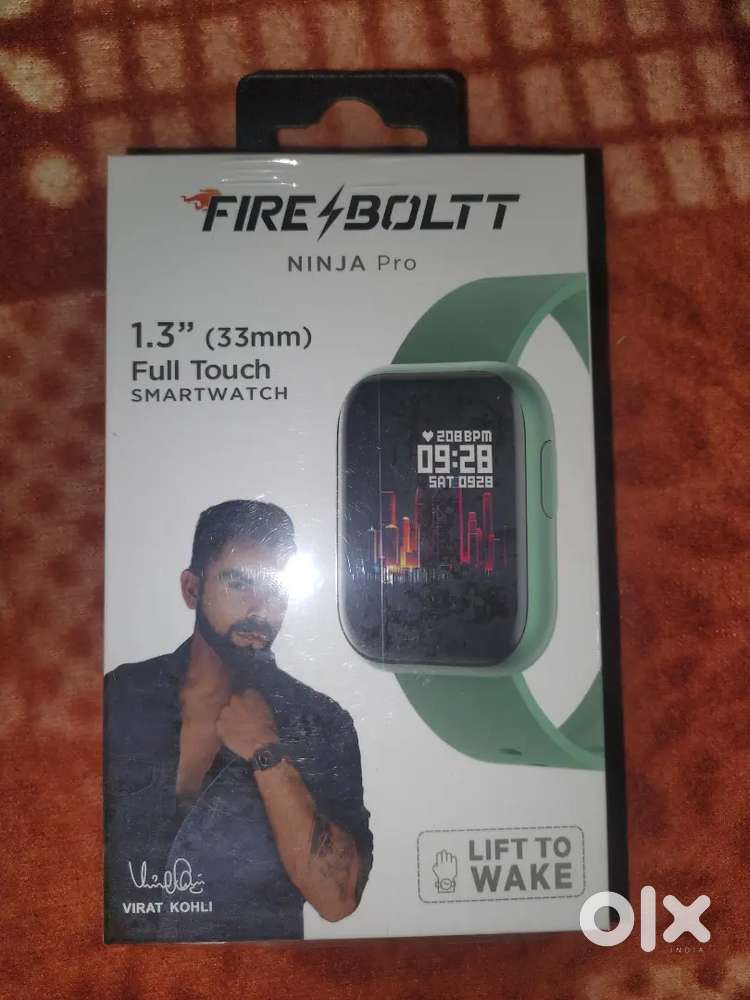 FIRE BOLTT
NINJA Pro
1.3” (33mm)
Full Touch
SMARTWATCH
208 BPM
09:28
SAT 0928
VIRAT KOHLI
LIFT TO
WAKE
olx
INDIA